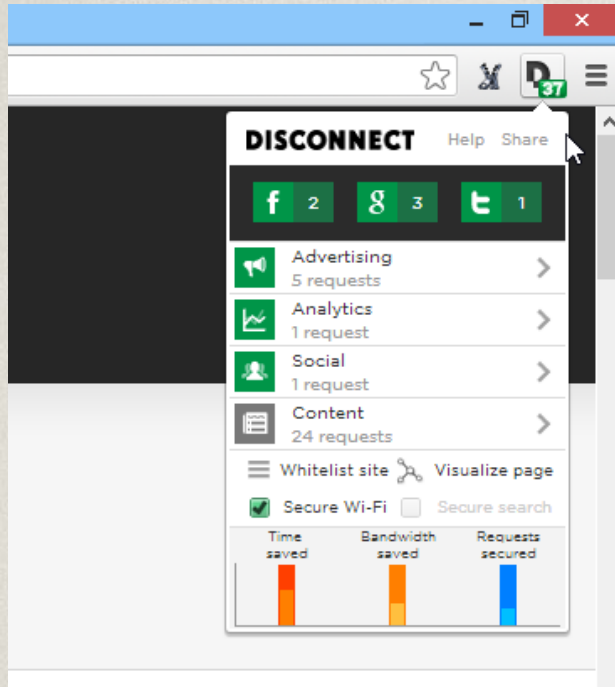 37
DISCONNECT Help Share
f 2 g 3 t 1
Advertising
5 requests
Analytics
1 request
Social
1 request
Content
24 requests
Whitelist site Visualize page
Secure Wi-Fi Secure search
Time saved Bandwidth saved Requests secured